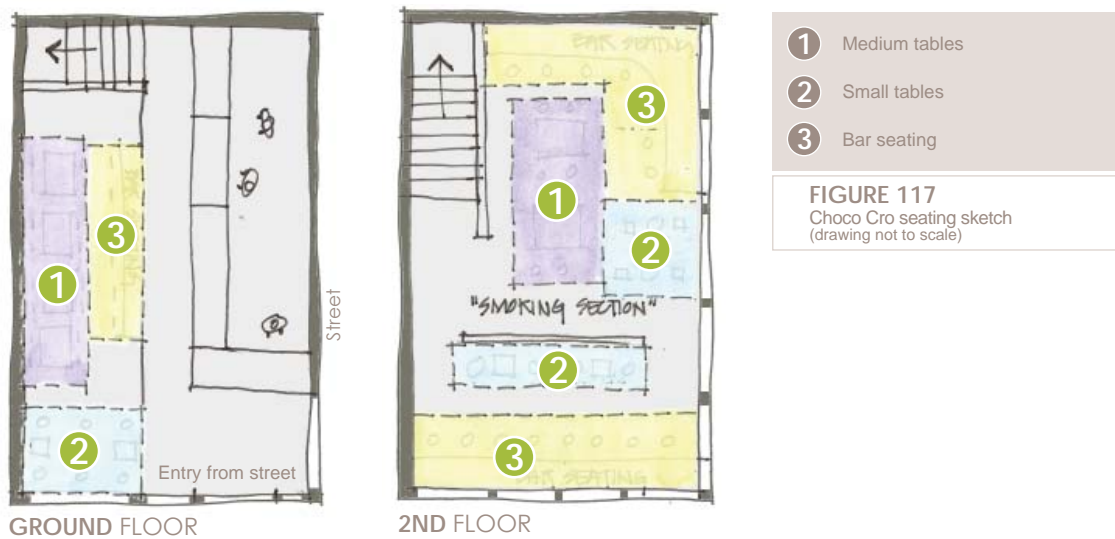 1
3
2
Street
Entry from street
GROUND FLOOR
BAR SEATING
3
1
2
"SMOKING SECTION"
2
3
BAR SEATING
2ND FLOOR
1 Medium tables
2 Small tables
3 Bar seating
FIGURE 117
Choco Cro seating sketch
(drawing not to scale)